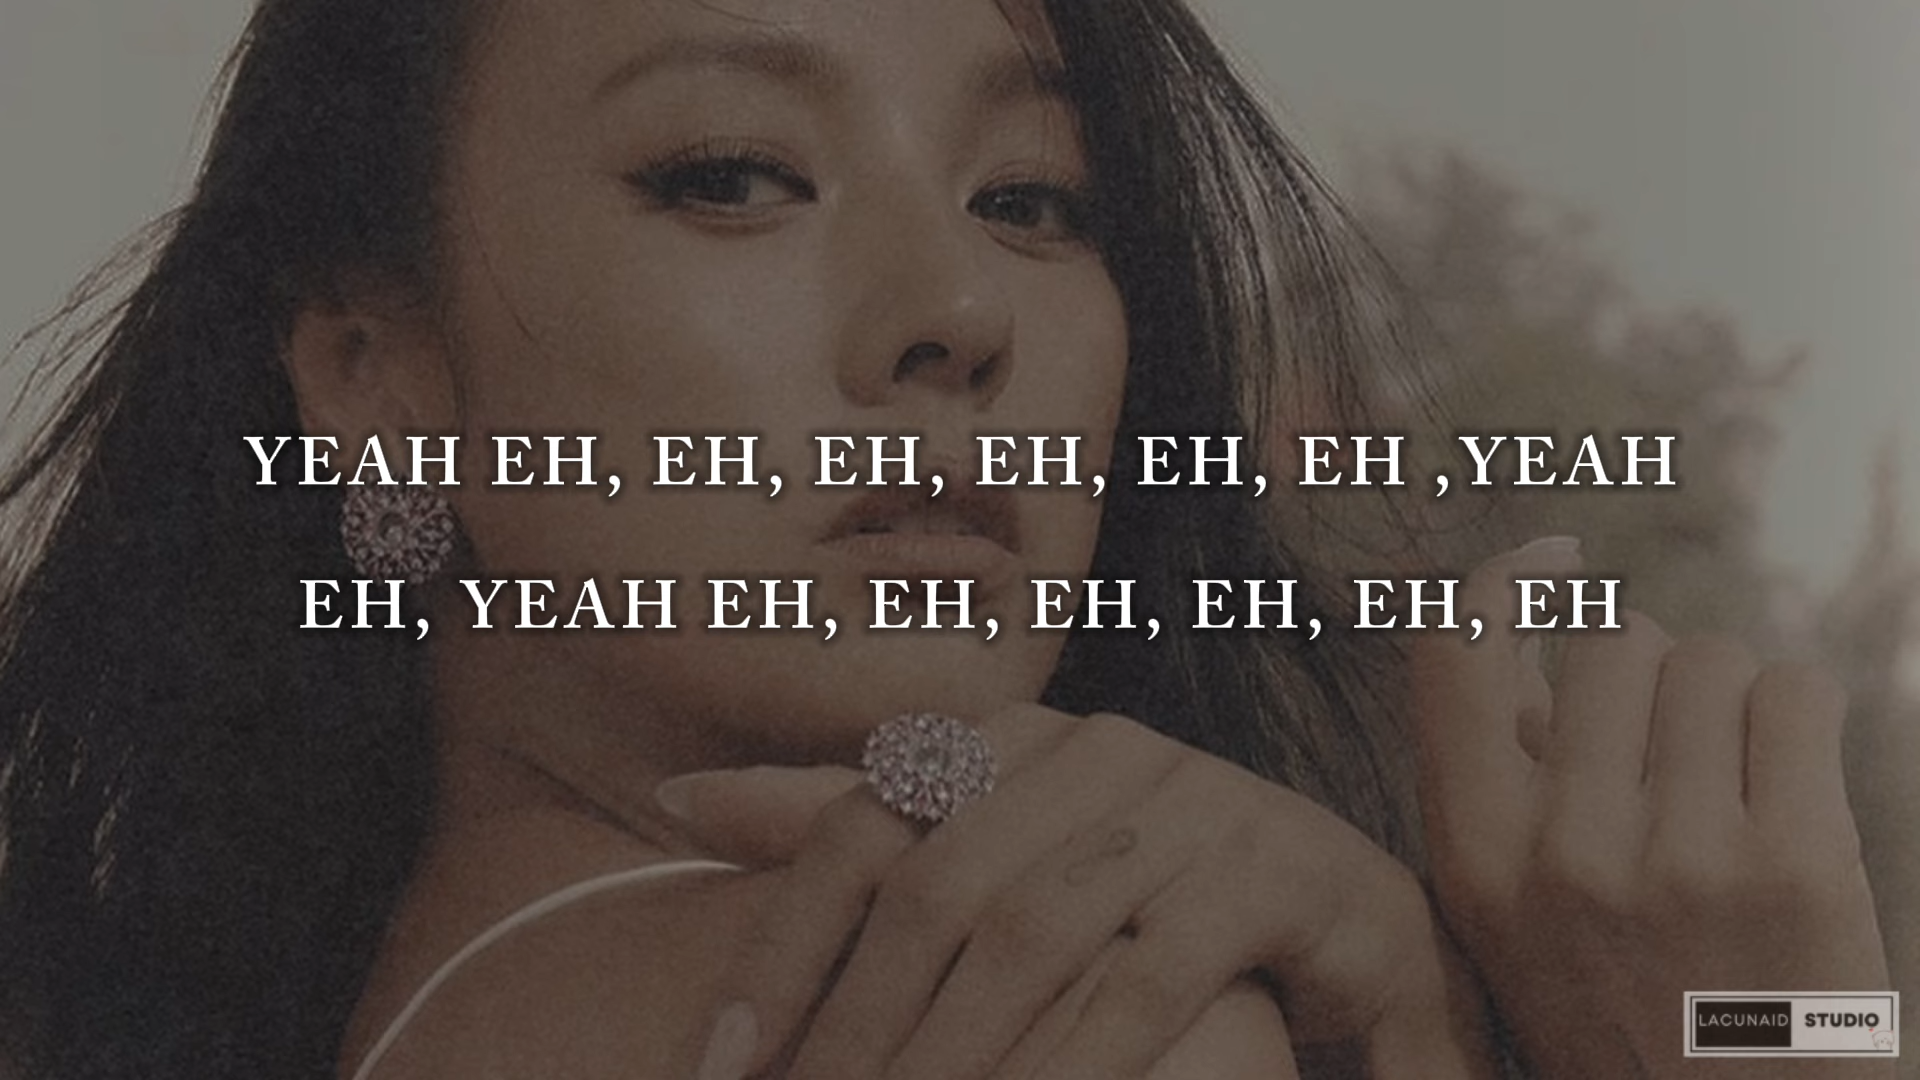 YEAH EH, EH, EH, EH, EH, EH ,YEAH
EH, YEAH EH, EH, EH, EH, EH, EH
LACUNAID STUDIO